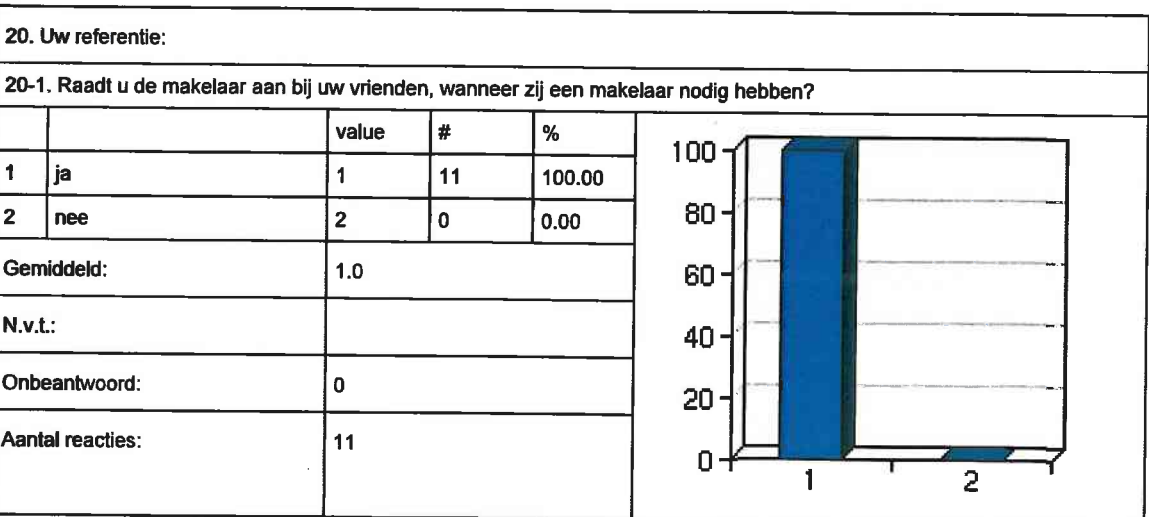 20. Uw referentie:
20-1. Raadt u de makelaar aan bij uw vrienden, wanneer zij een makelaar nodig hebben?
value # %
1 ja 1 11 100.00
2 nee 2 0 0.00
Gemiddeld: 1.0
N.v.t.:
Onbeantwoord: 0
Aantal reacties: 11
100
80
60
40
20
0
1 2